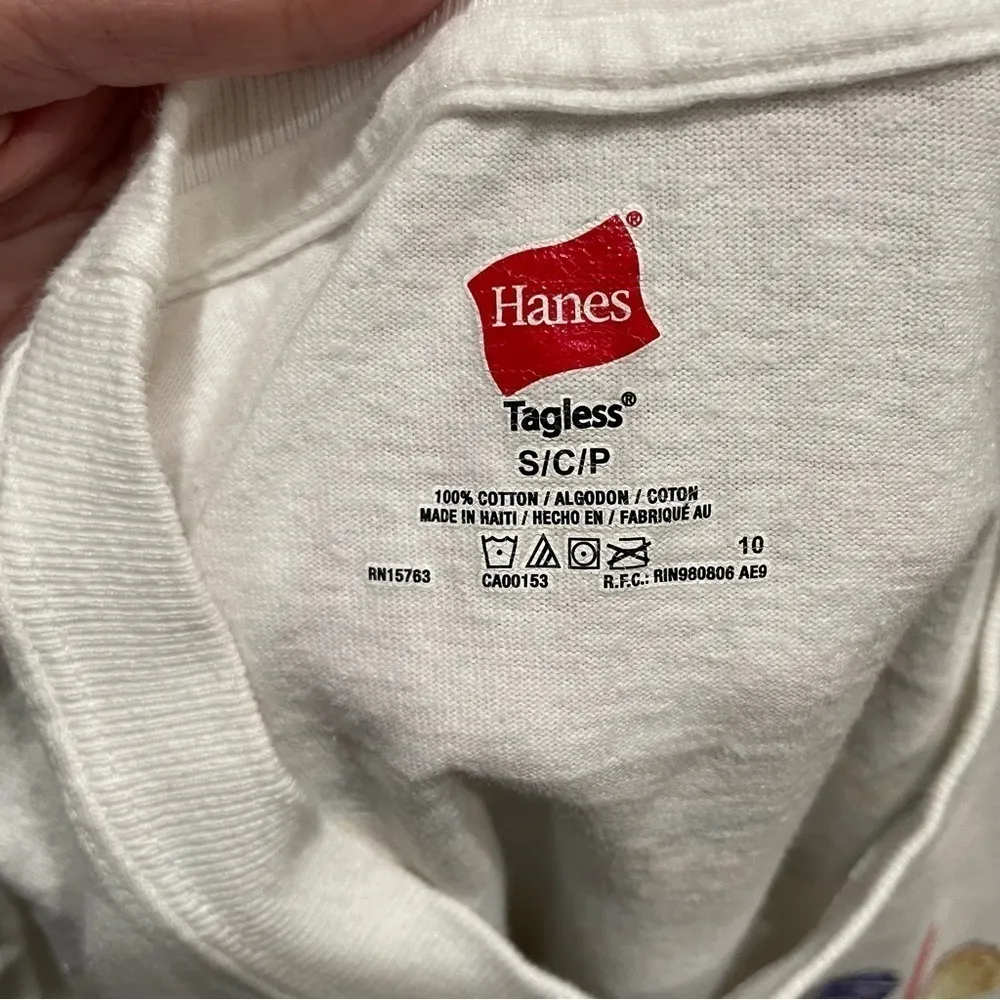 Hanes®
Tagless®
S/C/P
100% COTTON / ALGODON / COTON
MADE IN HAITI / HECHO EN / FABRIQUÉ AU
10
RN15763 CA00153 R.F.C.: RIN980806 AE9